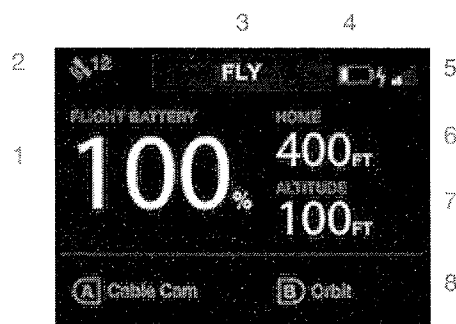 3 4
2 12 FLY 5
FLIGHT BATTERY HOME
1 100% 400FT 6
ALTITUDE
100FT 7
A Cable Cam B Orbit 8